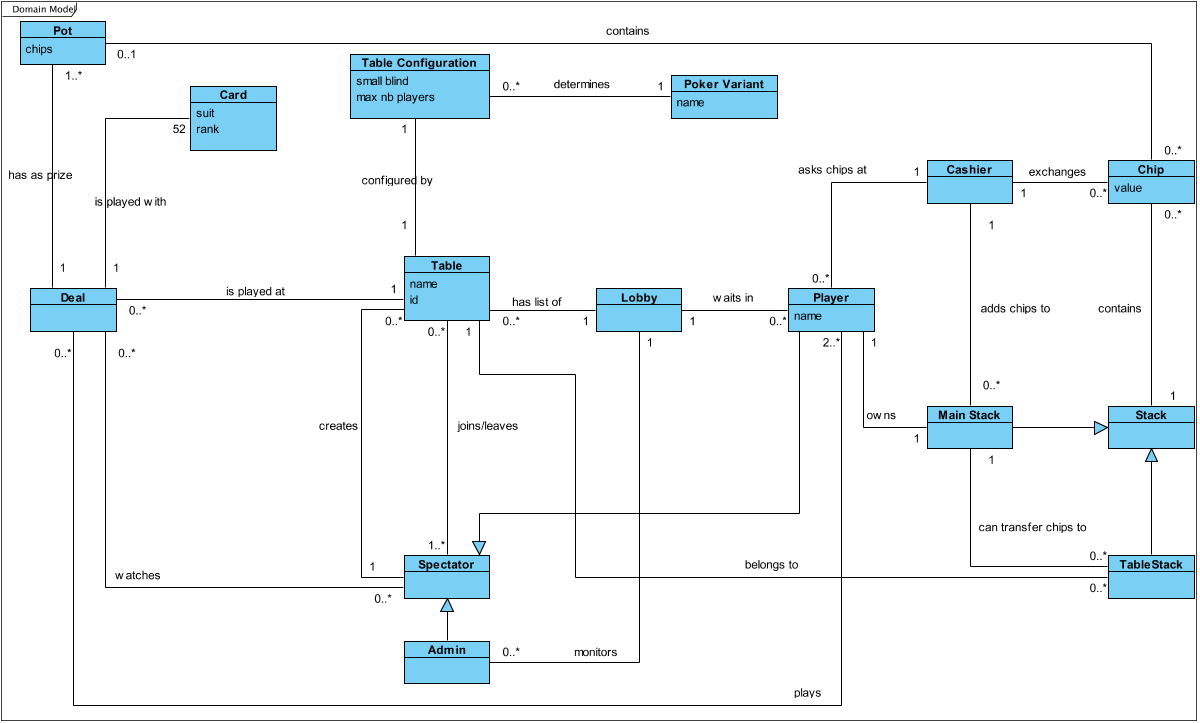 Domain Model
Pot
chips
contains
0..1
1..*
Table Configuration
small blind
max nb players
0..*
determines
1
Poker Variant
name
Card
suit
rank
52
1
0..*
has as prize
is played with
configured by
asks chips at
1
Cashier
exchanges
1
0..*
Chip
value
0..*
1
1
1
1
Table
name
id
0..*
adds chips to
contains
Deal
is played at
1
0..*
has list of
Lobby
waits in
Player
name
0..*
0..*
1
1
0..*
0..*
0..*
0..*
1
1
2..*
1
0..*
1
creates
joins/leaves
owns
1
Main Stack
Stack
1
can transfer chips to
1..*
0..*
watches
1
Spectator
belongs to
TableStack
0..*
0..*
Admin
0..*
monitors
plays